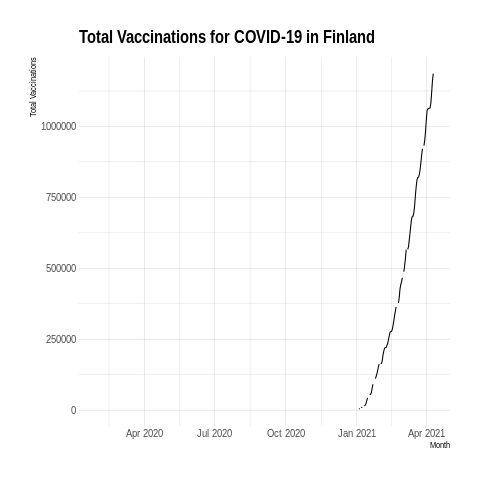 Total Vaccinations for COVID-19 in Finland
Total Vaccinations
1000000
750000
500000
250000
0
Apr 2020 Jul 2020 Oct 2020 Jan 2021 Apr 2021
Month